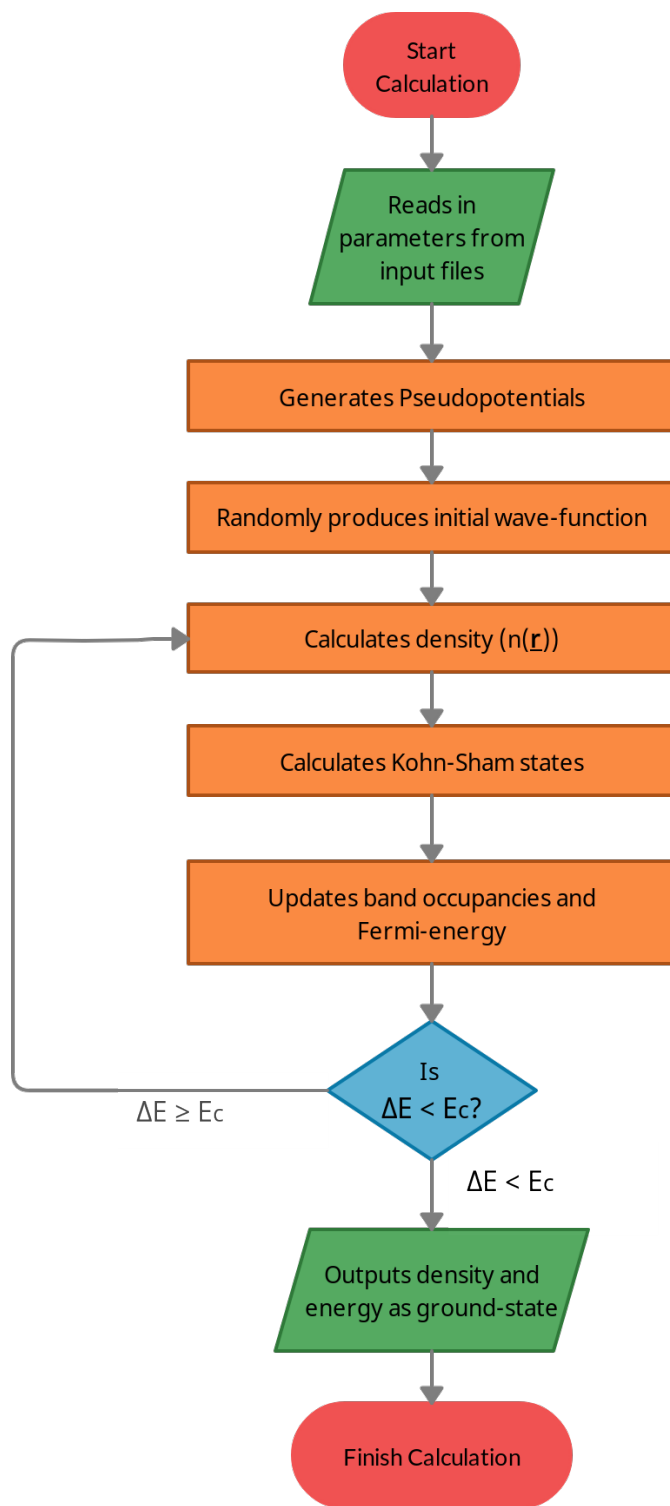 Start
Calculation
Reads in
parameters from
input files
Generates Pseudopotentials
Randomly produces initial wave-function
Calculates density (n(r))
Calculates Kohn-Sham states
Updates band occupancies and
Fermi-energy
Is
ΔE < Ec?
ΔE ≥ Ec
ΔE < Ec
Outputs density and
energy as ground-state
Finish Calculation